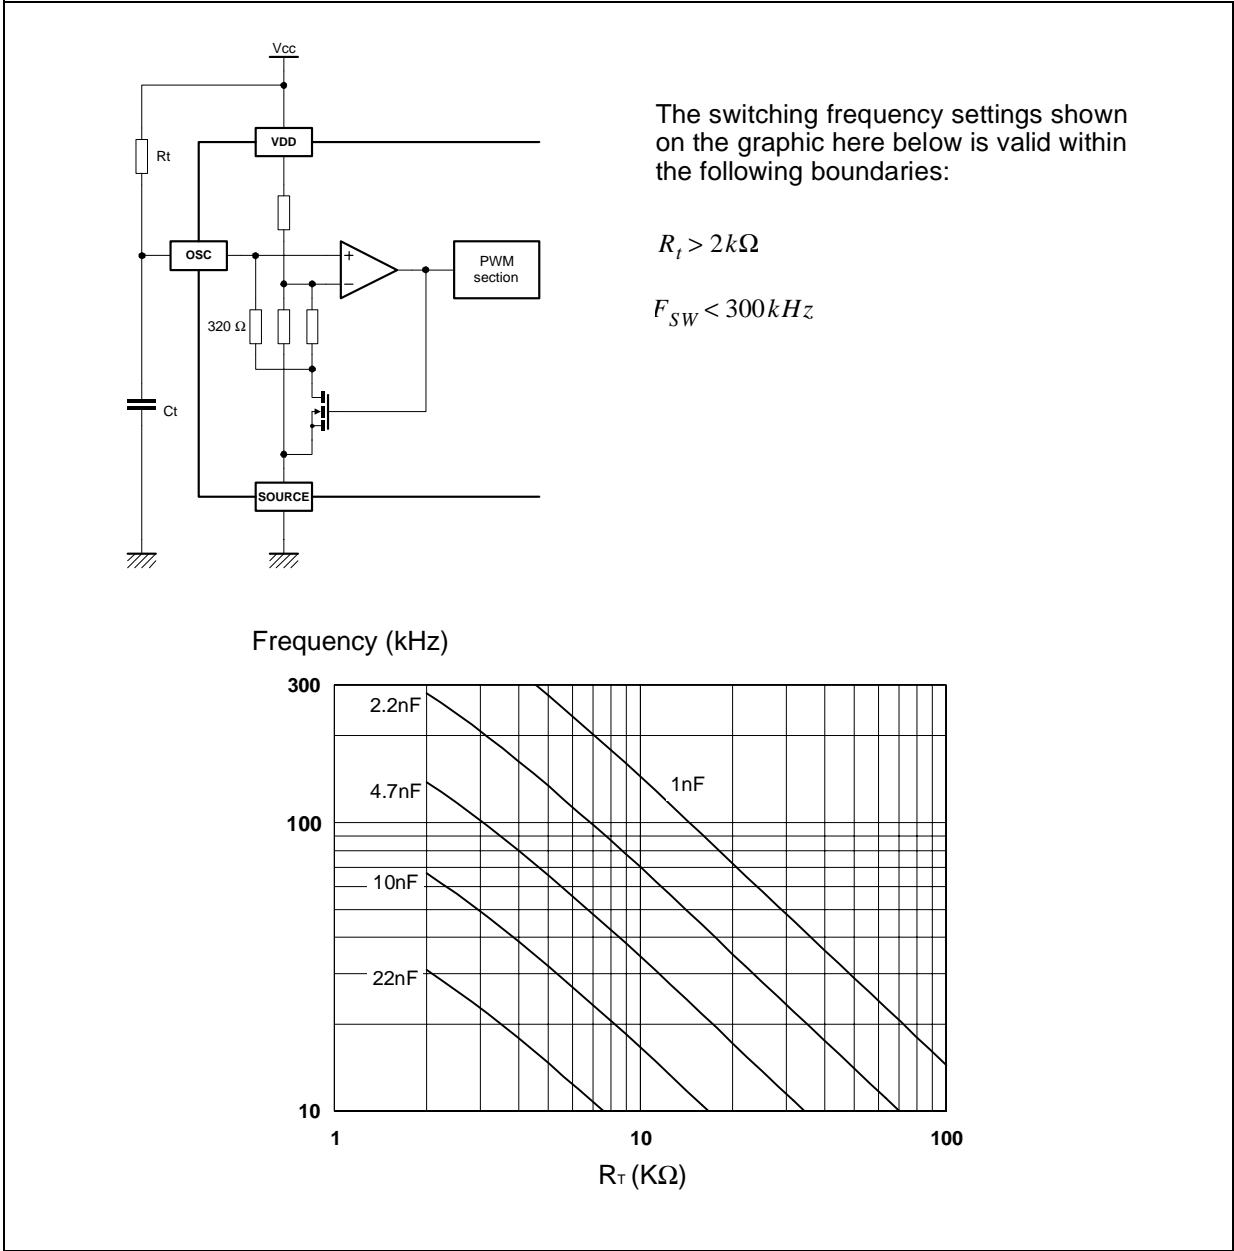 Vcc
VDD
Rt
OSC
+
−
PWM
section
320 Ω
Ct
SOURCE
The switching frequency settings shown
on the graphic here below is valid within
the following boundaries:
R_t > 2kΩ
F_SW < 300kHz
Frequency (kHz)
300
2.2nF
4.7nF
1nF
100
10nF
22nF
10
1
10
100
RT (KΩ)